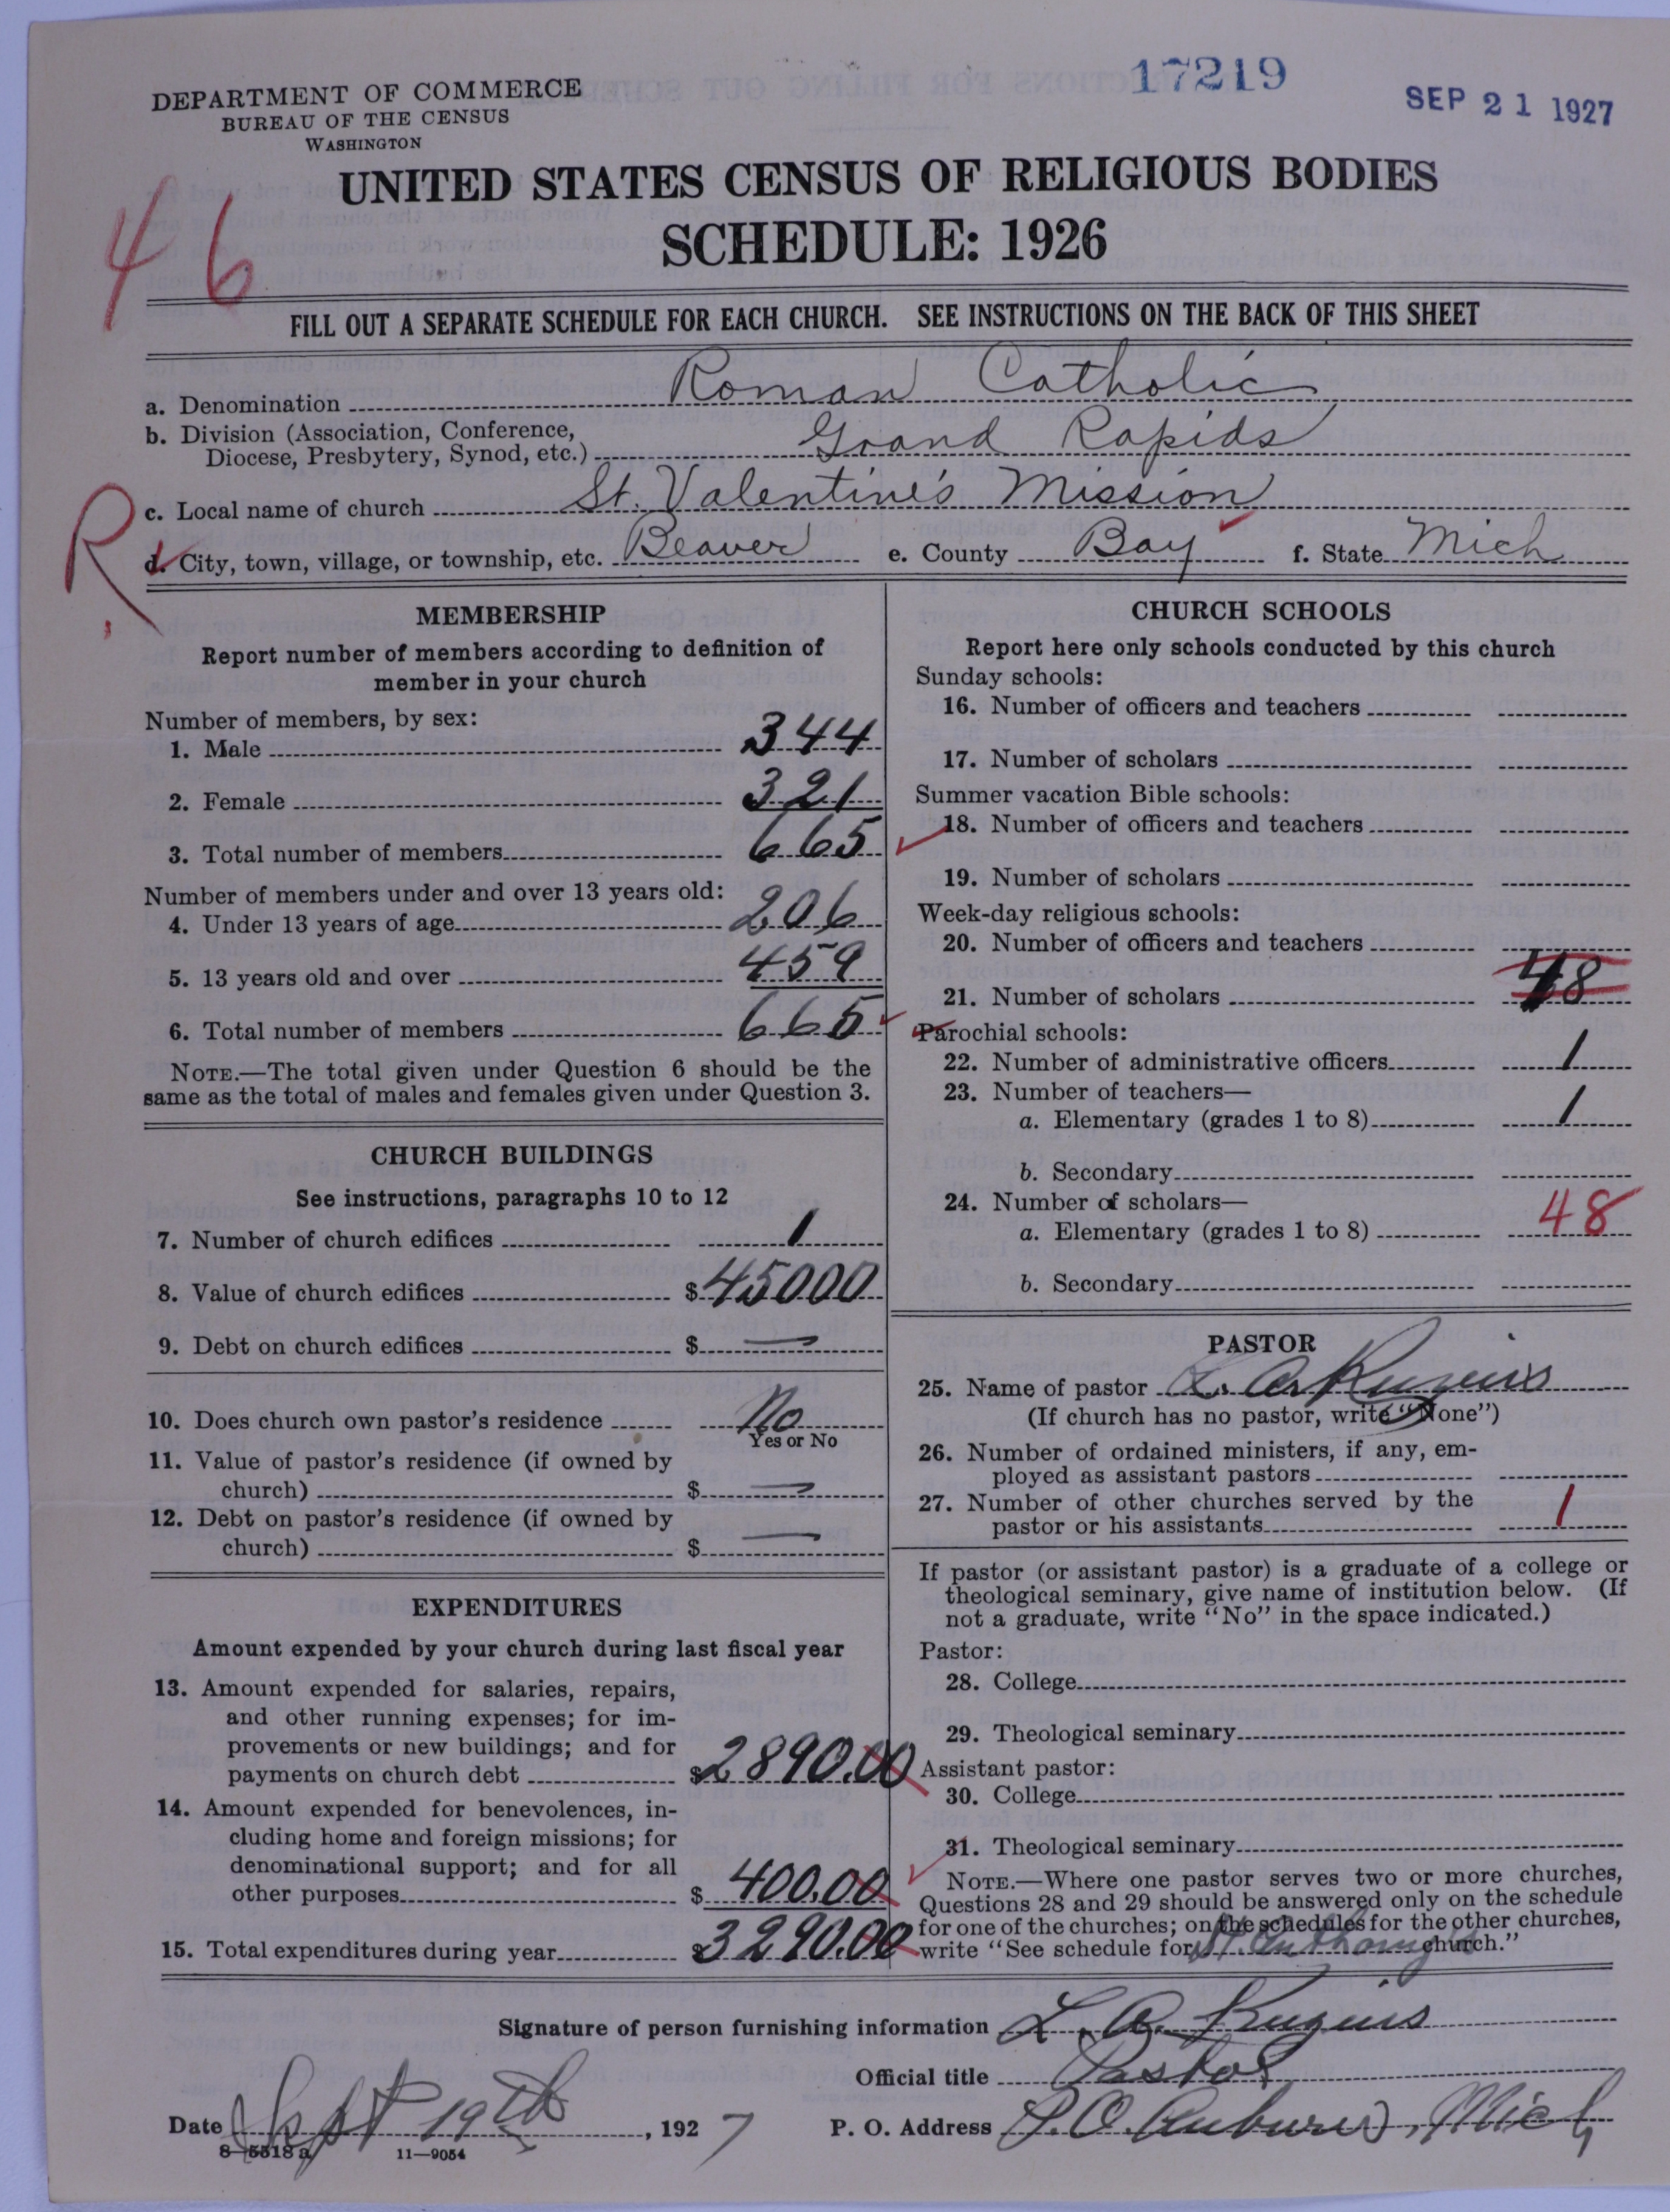 17219
SEP 21 1927
DEPARTMENT OF COMMERCE
BUREAU OF THE CENSUS
WASHINGTON
UNITED STATES CENSUS OF RELIGIOUS BODIES
SCHEDULE: 1926
46
FILL OUT A SEPARATE SCHEDULE FOR EACH CHURCH. SEE INSTRUCTIONS ON THE BACK OF THIS SHEET
a. Denomination Roman Catholic
b. Division (Association, Conference,
Diocese, Presbytery, Synod, etc.) Grand Rapids
R.
c. Local name of church St. Valentine's Mission
d. City, town, village, or township, etc. Beaver e. County Bay f. State Mich
MEMBERSHIP
Report number of members according to definition of
member in your church
Number of members, by sex:
1. Male 344
2. Female 321
3. Total number of members 665
Number of members under and over 13 years old:
4. Under 13 years of age 206
5. 13 years old and over 459
6. Total number of members 665
NOTE.—The total given under Question 6 should be the
same as the total of males and females given under Question 3.
CHURCH BUILDINGS
See instructions, paragraphs 10 to 12
7. Number of church edifices 1
8. Value of church edifices $45000
9. Debt on church edifices $ —
10. Does church own pastor's residence No
Yes or No
11. Value of pastor's residence (if owned by
church) $ —
12. Debt on pastor's residence (if owned by
church) $ —
EXPENDITURES
Amount expended by your church during last fiscal year
13. Amount expended for salaries, repairs,
and other running expenses; for im-
provements or new buildings; and for
payments on church debt $2890.00
14. Amount expended for benevolences, in-
cluding home and foreign missions; for
denominational support; and for all
other purposes $400.00
15. Total expenditures during year $3290.00
CHURCH SCHOOLS
Report here only schools conducted by this church
Sunday schools:
16. Number of officers and teachers
17. Number of scholars
Summer vacation Bible schools:
18. Number of officers and teachers
19. Number of scholars
Week-day religious schools:
20. Number of officers and teachers
21. Number of scholars 48
Parochial schools:
22. Number of administrative officers 1
23. Number of teachers—
a. Elementary (grades 1 to 8) 1
b. Secondary
24. Number of scholars—
a. Elementary (grades 1 to 8) 48
b. Secondary
PASTOR
25. Name of pastor L. A.
(If church has no pastor, write "None")
26. Number of ordained ministers, if any, em-
ployed as assistant pastors
27. Number of other churches served by the
pastor or his assistants 1
If pastor (or assistant pastor) is a graduate of a college or
theological seminary, give name of institution below. (If
not a graduate, write "No" in the space indicated.)
Pastor:
28. College
29. Theological seminary
Assistant pastor:
30. College
31. Theological seminary
NOTE.—Where one pastor serves two or more churches,
Questions 28 and 29 should be answered only on the schedule
for one of the churches; on the schedules for the other churches,
write "See schedule for St. Anthony's church."
Signature of person furnishing information L. A.
Official title Pastor
Date Sept 19th, 1927 P. O. Address P.O. Auburn, Mich
8—5518 a 11—9054